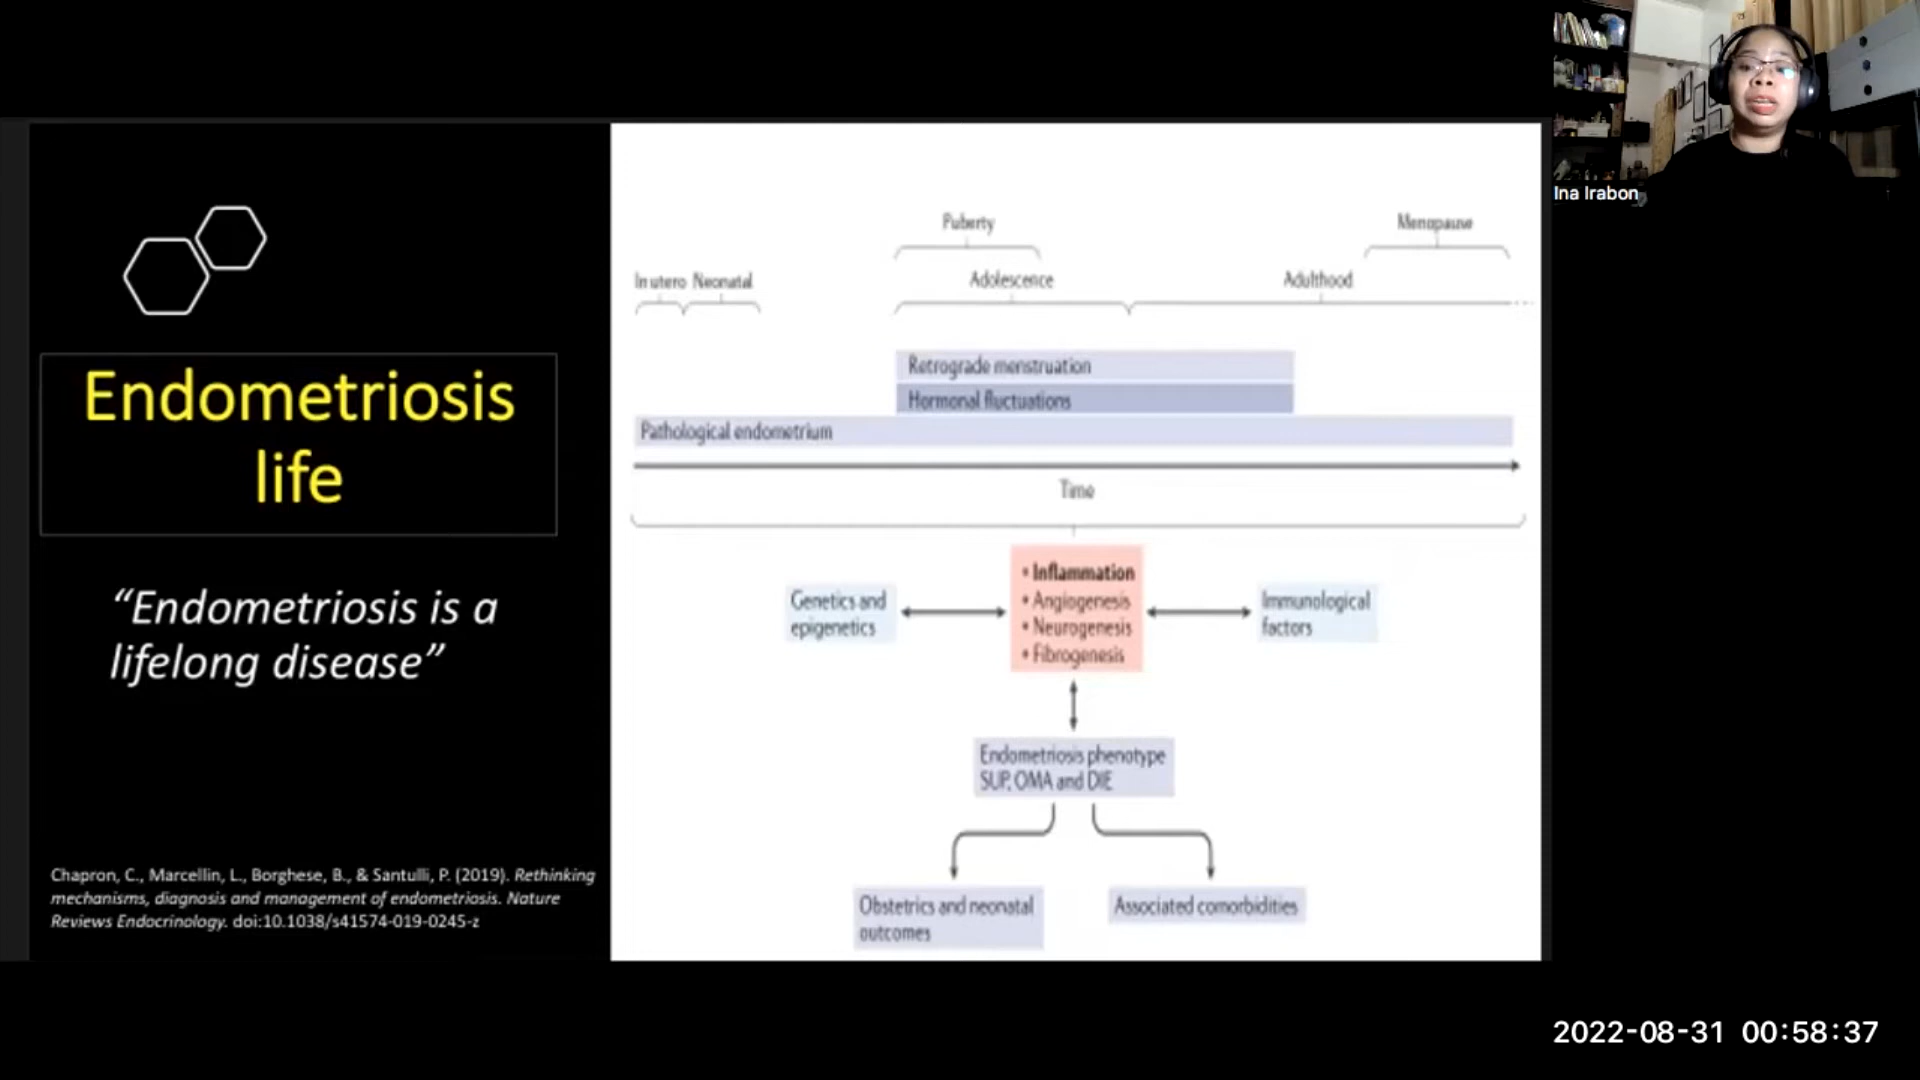 Endometriosis
life
“Endometriosis is a
lifelong disease”
Chapron, C., Marcellin, L., Borghese, B., & Santulli, P. (2019). Rethinking
mechanisms, diagnosis and management of endometriosis. Nature
Reviews Endocrinology. doi:10.1038/s41574-019-0245-z
Puberty
Menopause
In utero Neonatal
Adolescence
Adulthood
Retrograde menstruation
Hormonal fluctuations
Pathological endometrium
Time
Genetics and
epigenetics
• Inflammation
• Angiogenesis
• Neurogenesis
• Fibrogenesis
Immunological
factors
Endometriosis phenotype
SUP, OMA and DIE
Obstetrics and neonatal
outcomes
Associated comorbidities
Ina Irabon
2022-08-31 00:58:37